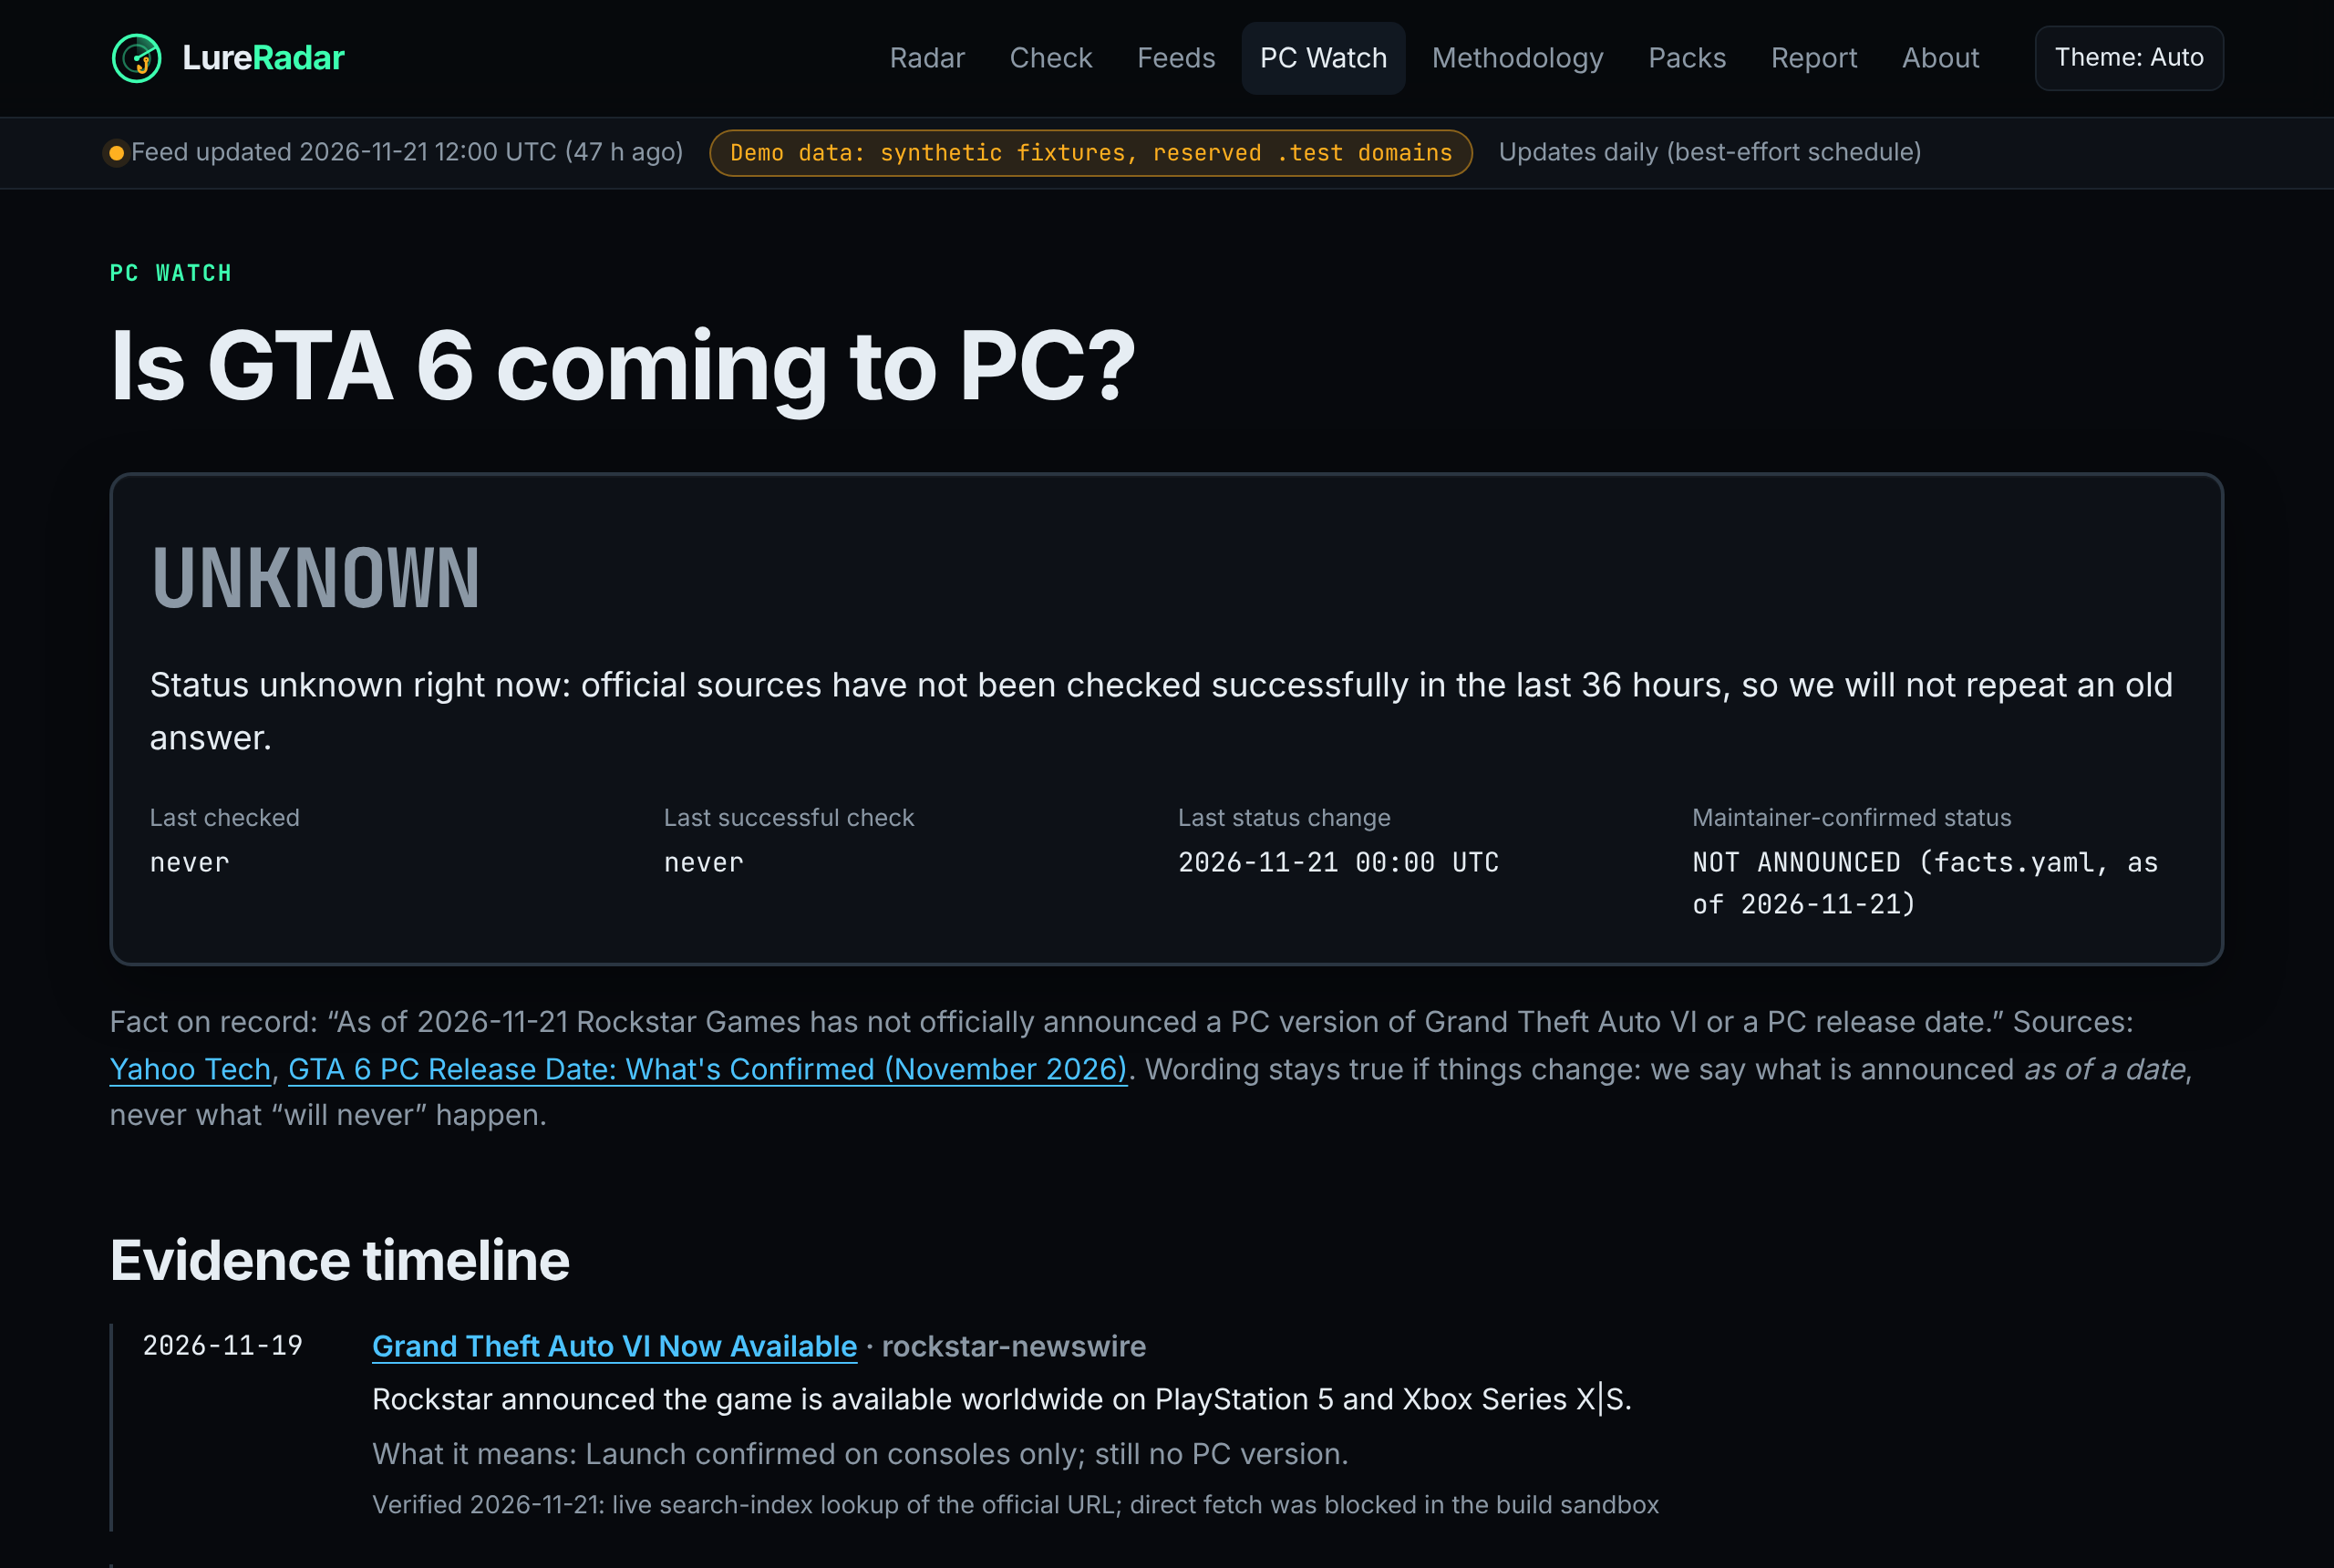 LureRadar
Radar
Check
Feeds
PC Watch
Methodology
Packs
Report
About
Theme: Auto
Feed updated 2026-11-21 12:00 UTC (47 h ago)
Demo data: synthetic fixtures, reserved .test domains
Updates daily (best-effort schedule)
PC WATCH
Is GTA 6 coming to PC?
UNKNOWN
Status unknown right now: official sources have not been checked successfully in the last 36 hours, so we will not repeat an old
answer.
Last checked
never
Last successful check
never
Last status change
2026-11-21 00:00 UTC
Maintainer-confirmed status
NOT ANNOUNCED (facts.yaml, as
of 2026-11-21)
Fact on record: “As of 2026-11-21 Rockstar Games has not officially announced a PC version of Grand Theft Auto VI or a PC release date.” Sources:
Yahoo Tech, GTA 6 PC Release Date: What's Confirmed (November 2026). Wording stays true if things change: we say what is announced as of a date,
never what “will never” happen.
Evidence timeline
2026-11-19
Grand Theft Auto VI Now Available · rockstar-newswire
Rockstar announced the game is available worldwide on PlayStation 5 and Xbox Series X|S.
What it means: Launch confirmed on consoles only; still no PC version.
Verified 2026-11-21: live search-index lookup of the official URL; direct fetch was blocked in the build sandbox